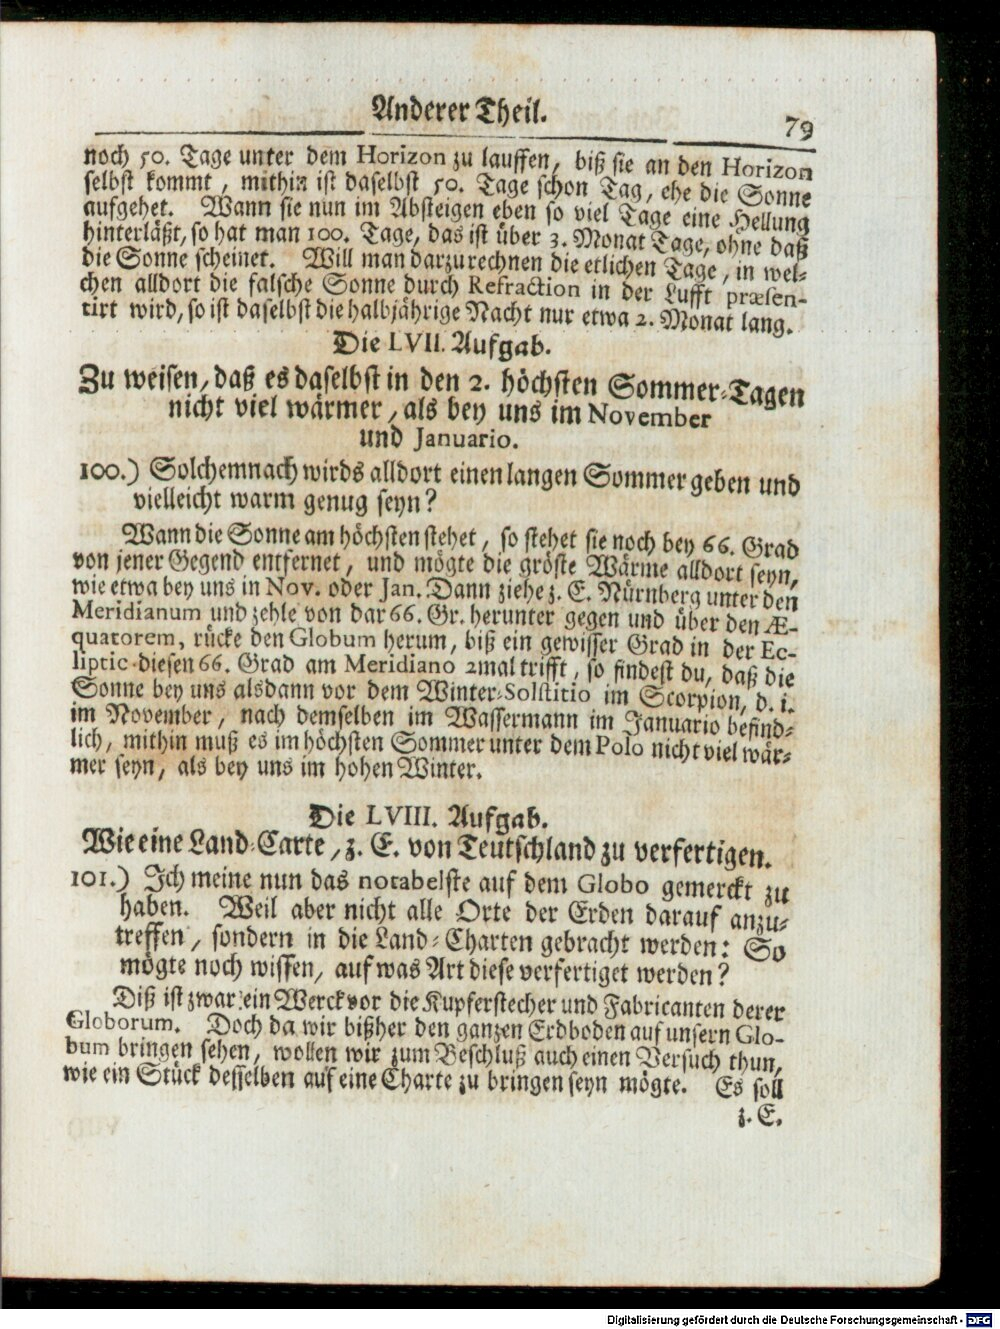 Anderer Theil. 79
noch 50. Tage unter dem Horizon zu lauffen, biß sie an den Horizon
selbst kommt, mithin ist daselbst 50. Tage schon Tag, ehe die Sonne
aufgehet. Wann sie nun im Absteigen eben so viel Tage eine Hellung
hinterläßt, so hat man 100. Tage, das ist über 3. Monat Tage, ohne daß
die Sonne scheinet. Will man darzu rechnen die etlichen Tage, in wel-
chen alldort die falsche Sonne durch Refraction in der Lufft præsen-
tirt wird, so ist daselbst die halbjährige Nacht nur etwa 2. Monat lang.
Die LVII. Aufgab.
Zu weisen, daß es daselbst in den 2. höchsten Sommer-Tagen
nicht viel wärmer, als bey uns im November
und Januario.
100.) Solchemnach wirds alldort einen langen Sommer geben und
vielleicht warm genug seyn?
Wann die Sonne am höchsten stehet, so stehet sie noch bey 66. Grad
von jener Gegend entfernet, und mögte die gröste Wärme alldort seyn,
wie etwa bey uns in Nov. oder Jan. Dann ziehe z. E. Nürnberg unter den
Meridianum und zehle von dar 66. Gr. herunter gegen und über den Æ-
quatorem, rücke den Globum herum, biß ein gewisser Grad in der Ec-
liptic diesen 66. Grad am Meridiano 2mal trifft, so findest du, daß die
Sonne bey uns alsdann vor dem Winter-Solstitio im Scorpion, d. i.
im November, nach demselben im Wassermann im Januario befind-
lich, mithin muß es im höchsten Sommer unter dem Polo nicht viel wär-
mer seyn, als bey uns im hohen Winter.
Die LVIII. Aufgab.
Wie eine Land-Carte, z. E. von Teutschland zu verfertigen.
101.) Ich meine nun das notabelste auf dem Globo gemerckt zu
haben. Weil aber nicht alle Orte der Erden darauf anzu-
treffen, sondern in die Land-Charten gebracht werden: So
mögte noch wissen, auf was Art diese verfertiget werden?
Diß ist zwar ein Werck vor die Kupferstecher und Fabricanten derer
Globorum. Doch da wir bißher den ganzen Erdboden auf unsern Glo-
bum bringen sehen, wollen wir zum Beschluß auch einen Versuch thun,
wie ein Stück desselben auf eine Charte zu bringen seyn mögte. Es soll
z. E.
Digitalisierung gefördert durch die Deutsche Forschungsgemeinschaft - DFG